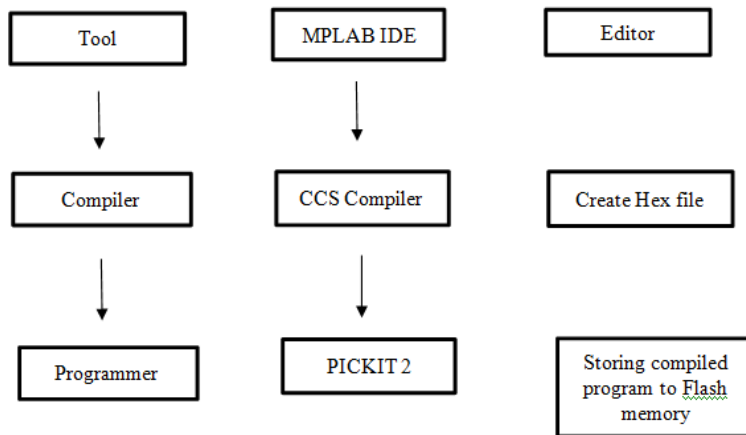 Tool
MPLAB IDE
Editor
Compiler
CCS Compiler
Create Hex file
Programmer
PICKIT 2
Storing compiled
program to Flash
memory